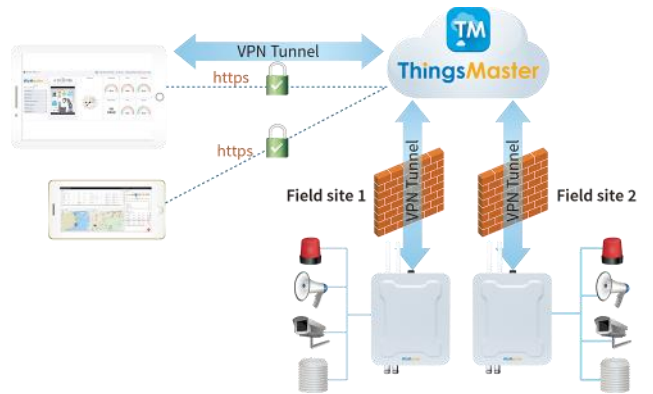 VPN Tunnel
TM
ThingsMaster
https
https
VPN Tunnel
VPN Tunnel
Field site 1
Field site 2